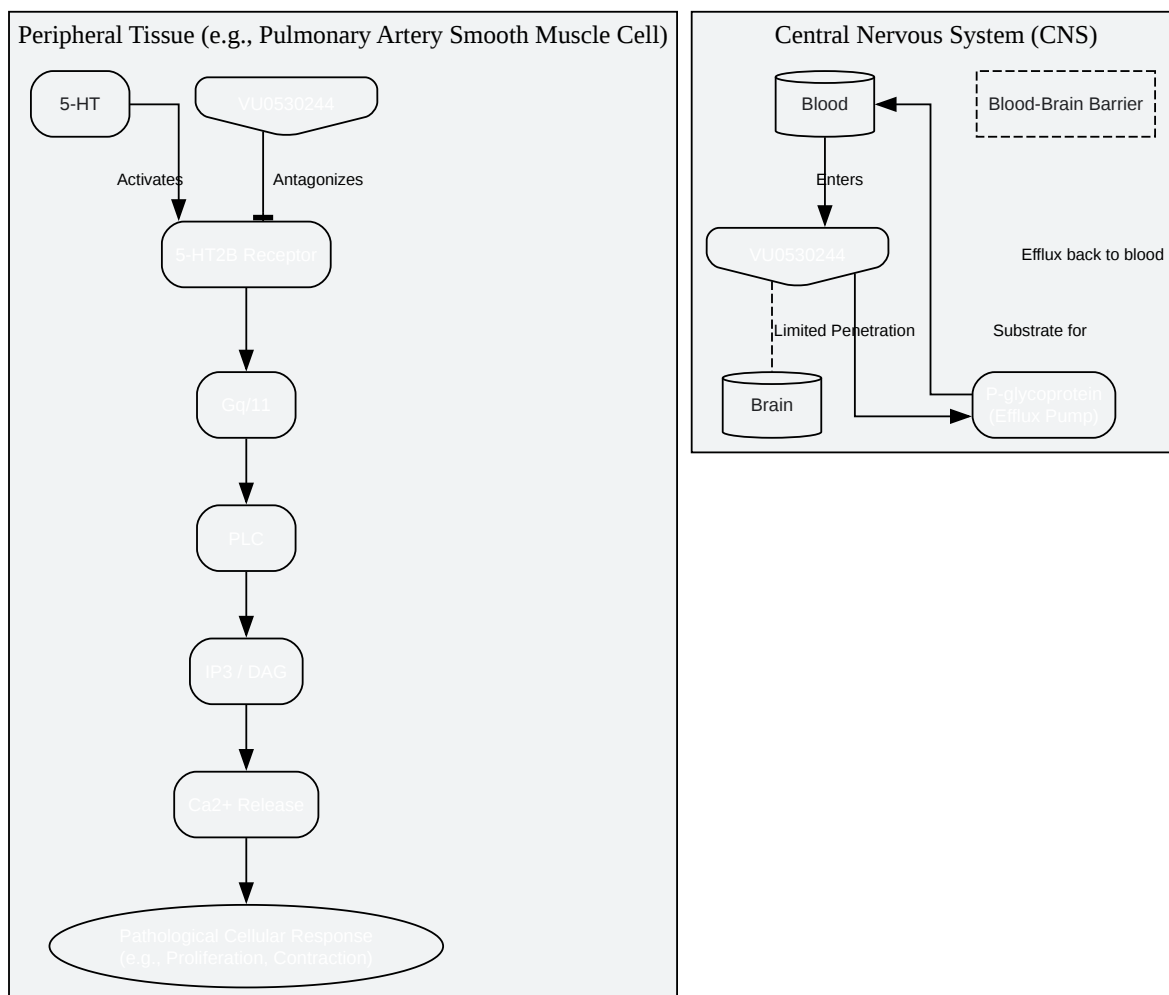 Peripheral Tissue (e.g., Pulmonary Artery Smooth Muscle Cell)
5-HT
VU0530244
Activates
Antagonizes
5-HT2B Receptor
Gq/11
PLC
IP3 / DAG
Ca2+ Release
Pathological Cellular Response
(e.g., Proliferation, Contraction)
Central Nervous System (CNS)
Blood
Blood-Brain Barrier
Enters
VU0530244
Efflux back to blood
Limited Penetration
Substrate for
Brain
P-glycoprotein
(Efflux Pump)